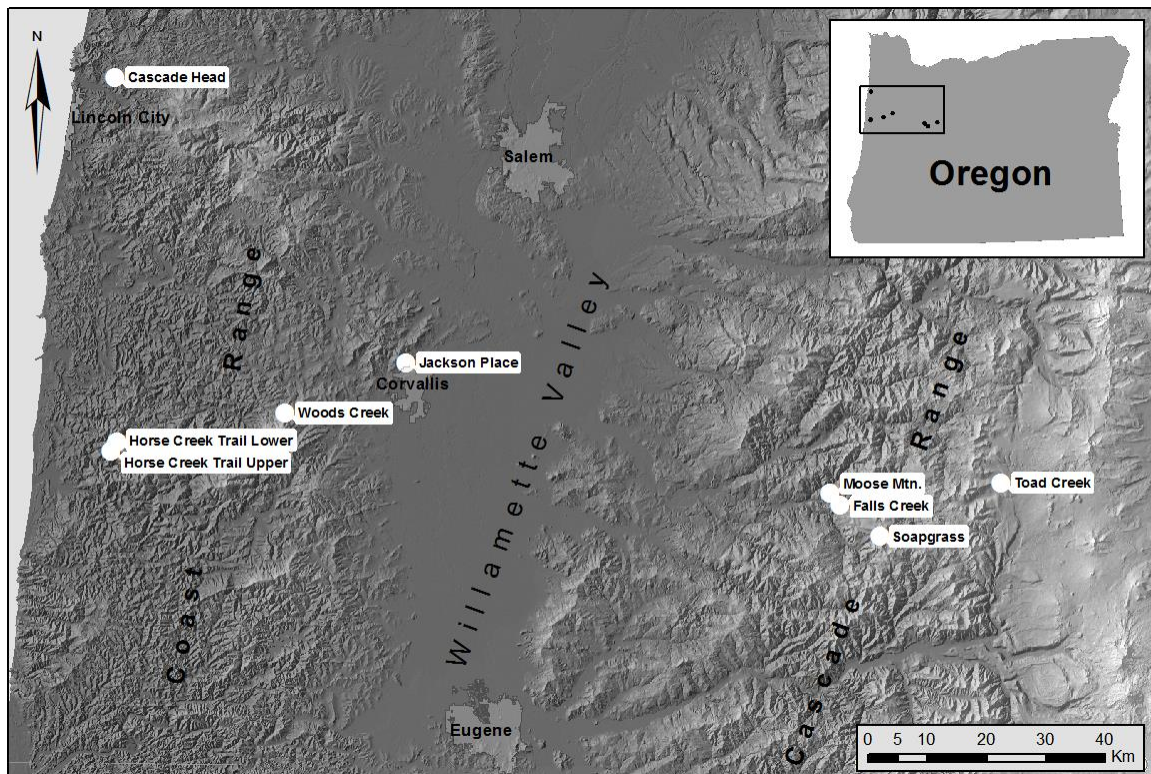 N
Cascade Head
Lincoln City
Salem
Oregon
Coast Range
Willamette Valley
Cascade Range
Jackson Place
Corvallis
Woods Creek
Horse Creek Trail Lower
Horse Creek Trail Upper
Moose Mtn.
Toad Creek
Falls Creek
Soapgrass
Eugene
0 5 10 20 30 40
Km